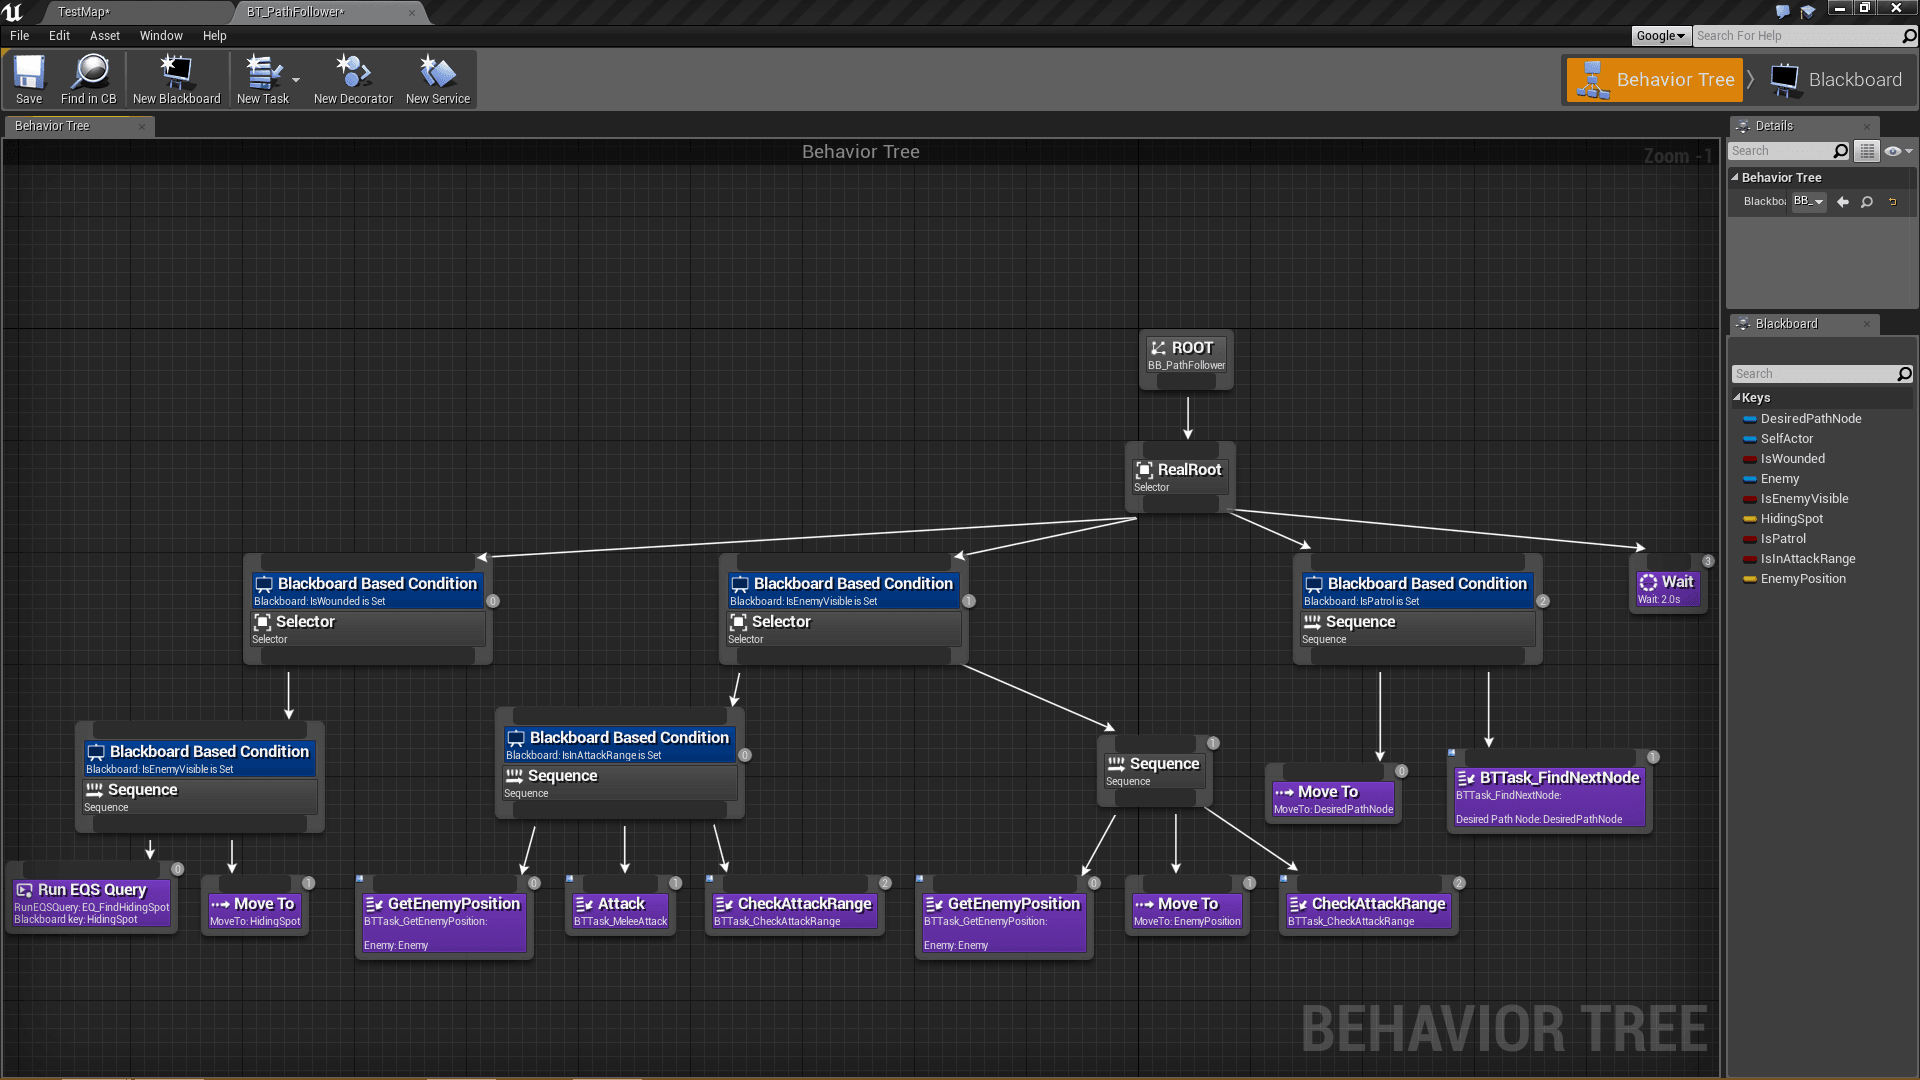 TestMap*
BT_PathFollower*
File Edit Asset Window Help
Google
Search For Help
Save
Find in CB
New Blackboard
New Task
New Decorator
New Service
Behavior Tree
Blackboard
Behavior Tree
Behavior Tree
Zoom -1
Details
Search
Behavior Tree
Blackboa
BB_
Blackboard
Search
Keys
DesiredPathNode
SelfActor
IsWounded
Enemy
IsEnemyVisible
HidingSpot
IsPatrol
IsInAttackRange
EnemyPosition
ROOT
BB_PathFollower
RealRoot
Selector
Blackboard Based Condition
Blackboard: IsWounded is Set
Selector
Selector
0
Blackboard Based Condition
Blackboard: IsEnemyVisible is Set
Selector
Selector
1
Blackboard Based Condition
Blackboard: IsPatrol is Set
Sequence
Sequence
2
Wait
Wait: 2.0s
3
Blackboard Based Condition
Blackboard: IsEnemyVisible is Set
Sequence
Sequence
Blackboard Based Condition
Blackboard: IsInAttackRange is Set
Sequence
Sequence
0
Sequence
Sequence
1
Move To
MoveTo: DesiredPathNode
0
BTTask_FindNextNode
BTTask_FindNextNode:
Desired Path Node: DesiredPathNode
1
Run EQS Query
RunEQSQuery: EQ_FindHidingSpot
Blackboard key: HidingSpot
0
Move To
MoveTo: HidingSpot
1
GetEnemyPosition
BTTask_GetEnemyPosition:
Enemy: Enemy
0
Attack
BTTask_MeleeAttack
1
CheckAttackRange
BTTask_CheckAttackRange
2
GetEnemyPosition
BTTask_GetEnemyPosition:
Enemy: Enemy
0
Move To
MoveTo: EnemyPosition
1
CheckAttackRange
BTTask_CheckAttackRange
2
BEHAVIOR TREE